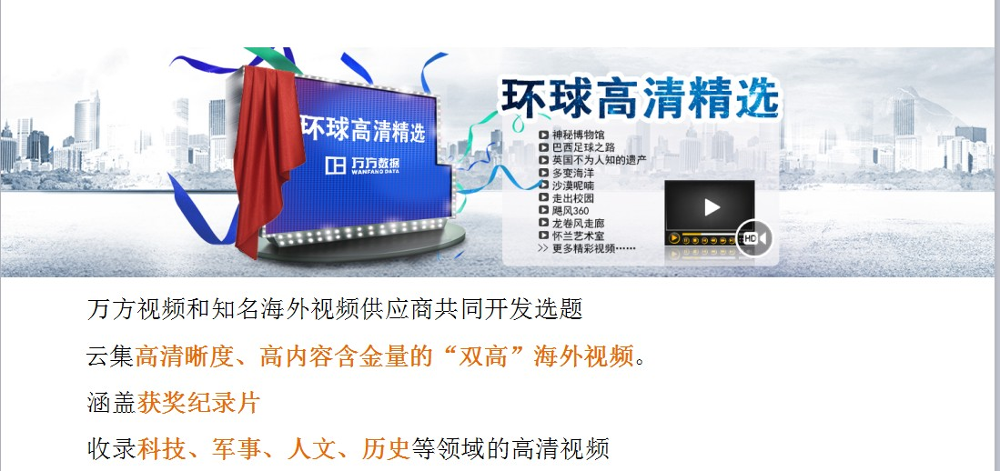 环球高清精选
万方数据
WANFANG DATA
环球高清精选
神秘博物馆
巴西足球之路
英国不为人知的遗产
多变海洋
沙漠呢喃
走出校园
飓风360
龙卷风走廊
怀兰艺术室
>> 更多精彩视频……
HD
万方视频和知名海外视频供应商共同开发选题
云集高清晰度、高内容含金量的“双高”海外视频。
涵盖获奖纪录片
收录科技、军事、人文、历史等领域的高清视频